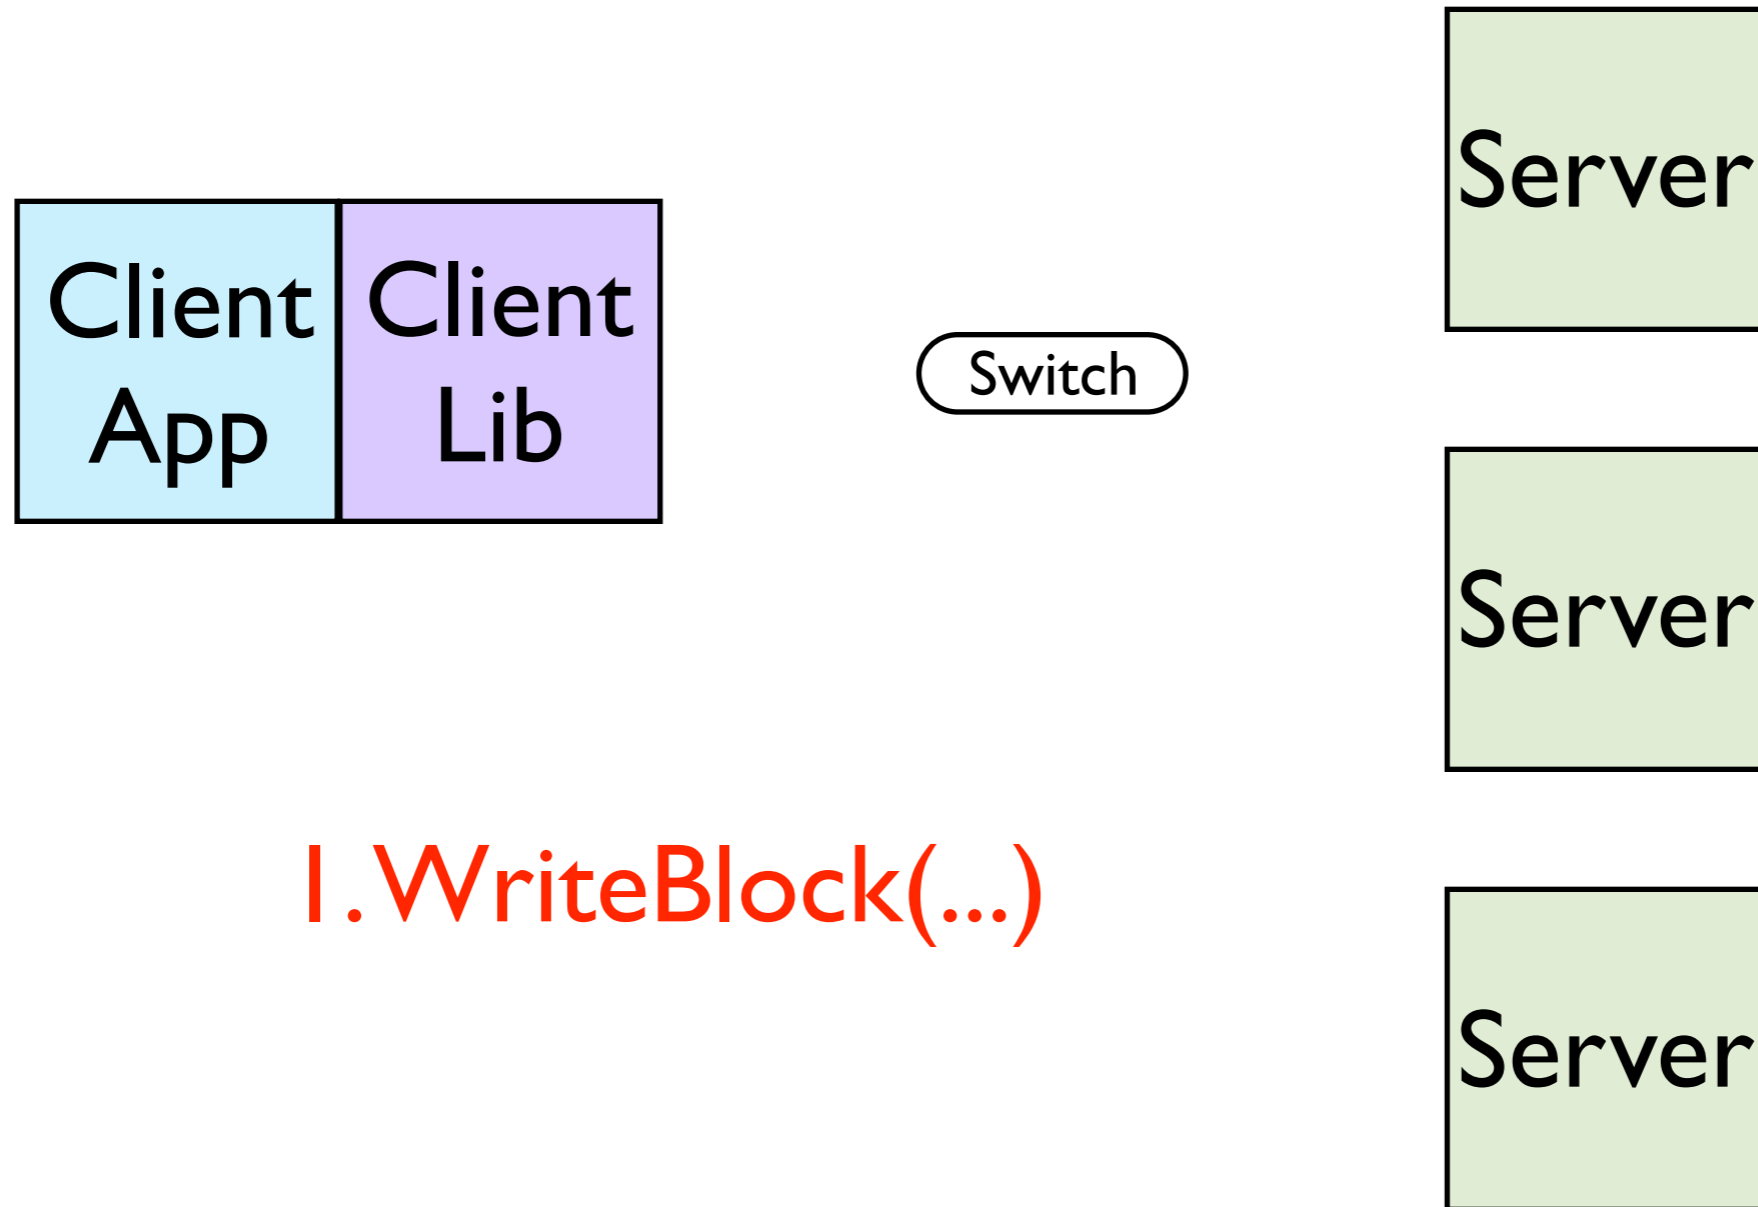 Client
App
Client
Lib
Switch
Server
Server
Server
1. WriteBlock(...)